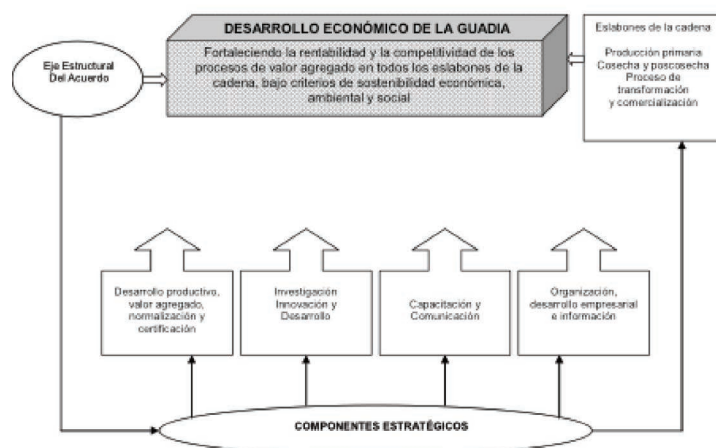 DESARROLLO ECONÓMICO DE LA GUADIA
Fortaleciendo la rentabilidad y la competitividad de los
procesos de valor agregado en todos los eslabones de la
cadena, bajo criterios de sostenibilidad económica,
ambiental y social
Eje Estructural
Del Acuerdo
Eslabones de la cadena
Producción primaria
Cosecha y poscosecha
Proceso de
transformación
y comercialización
Desarrollo productivo,
valor agregado,
normalización y
certificación
Investigación
Innovación y
Desarrollo
Capacitación y
Comunicación
Organización,
desarrollo empresarial
e información
COMPONENTES ESTRATÉGICOS